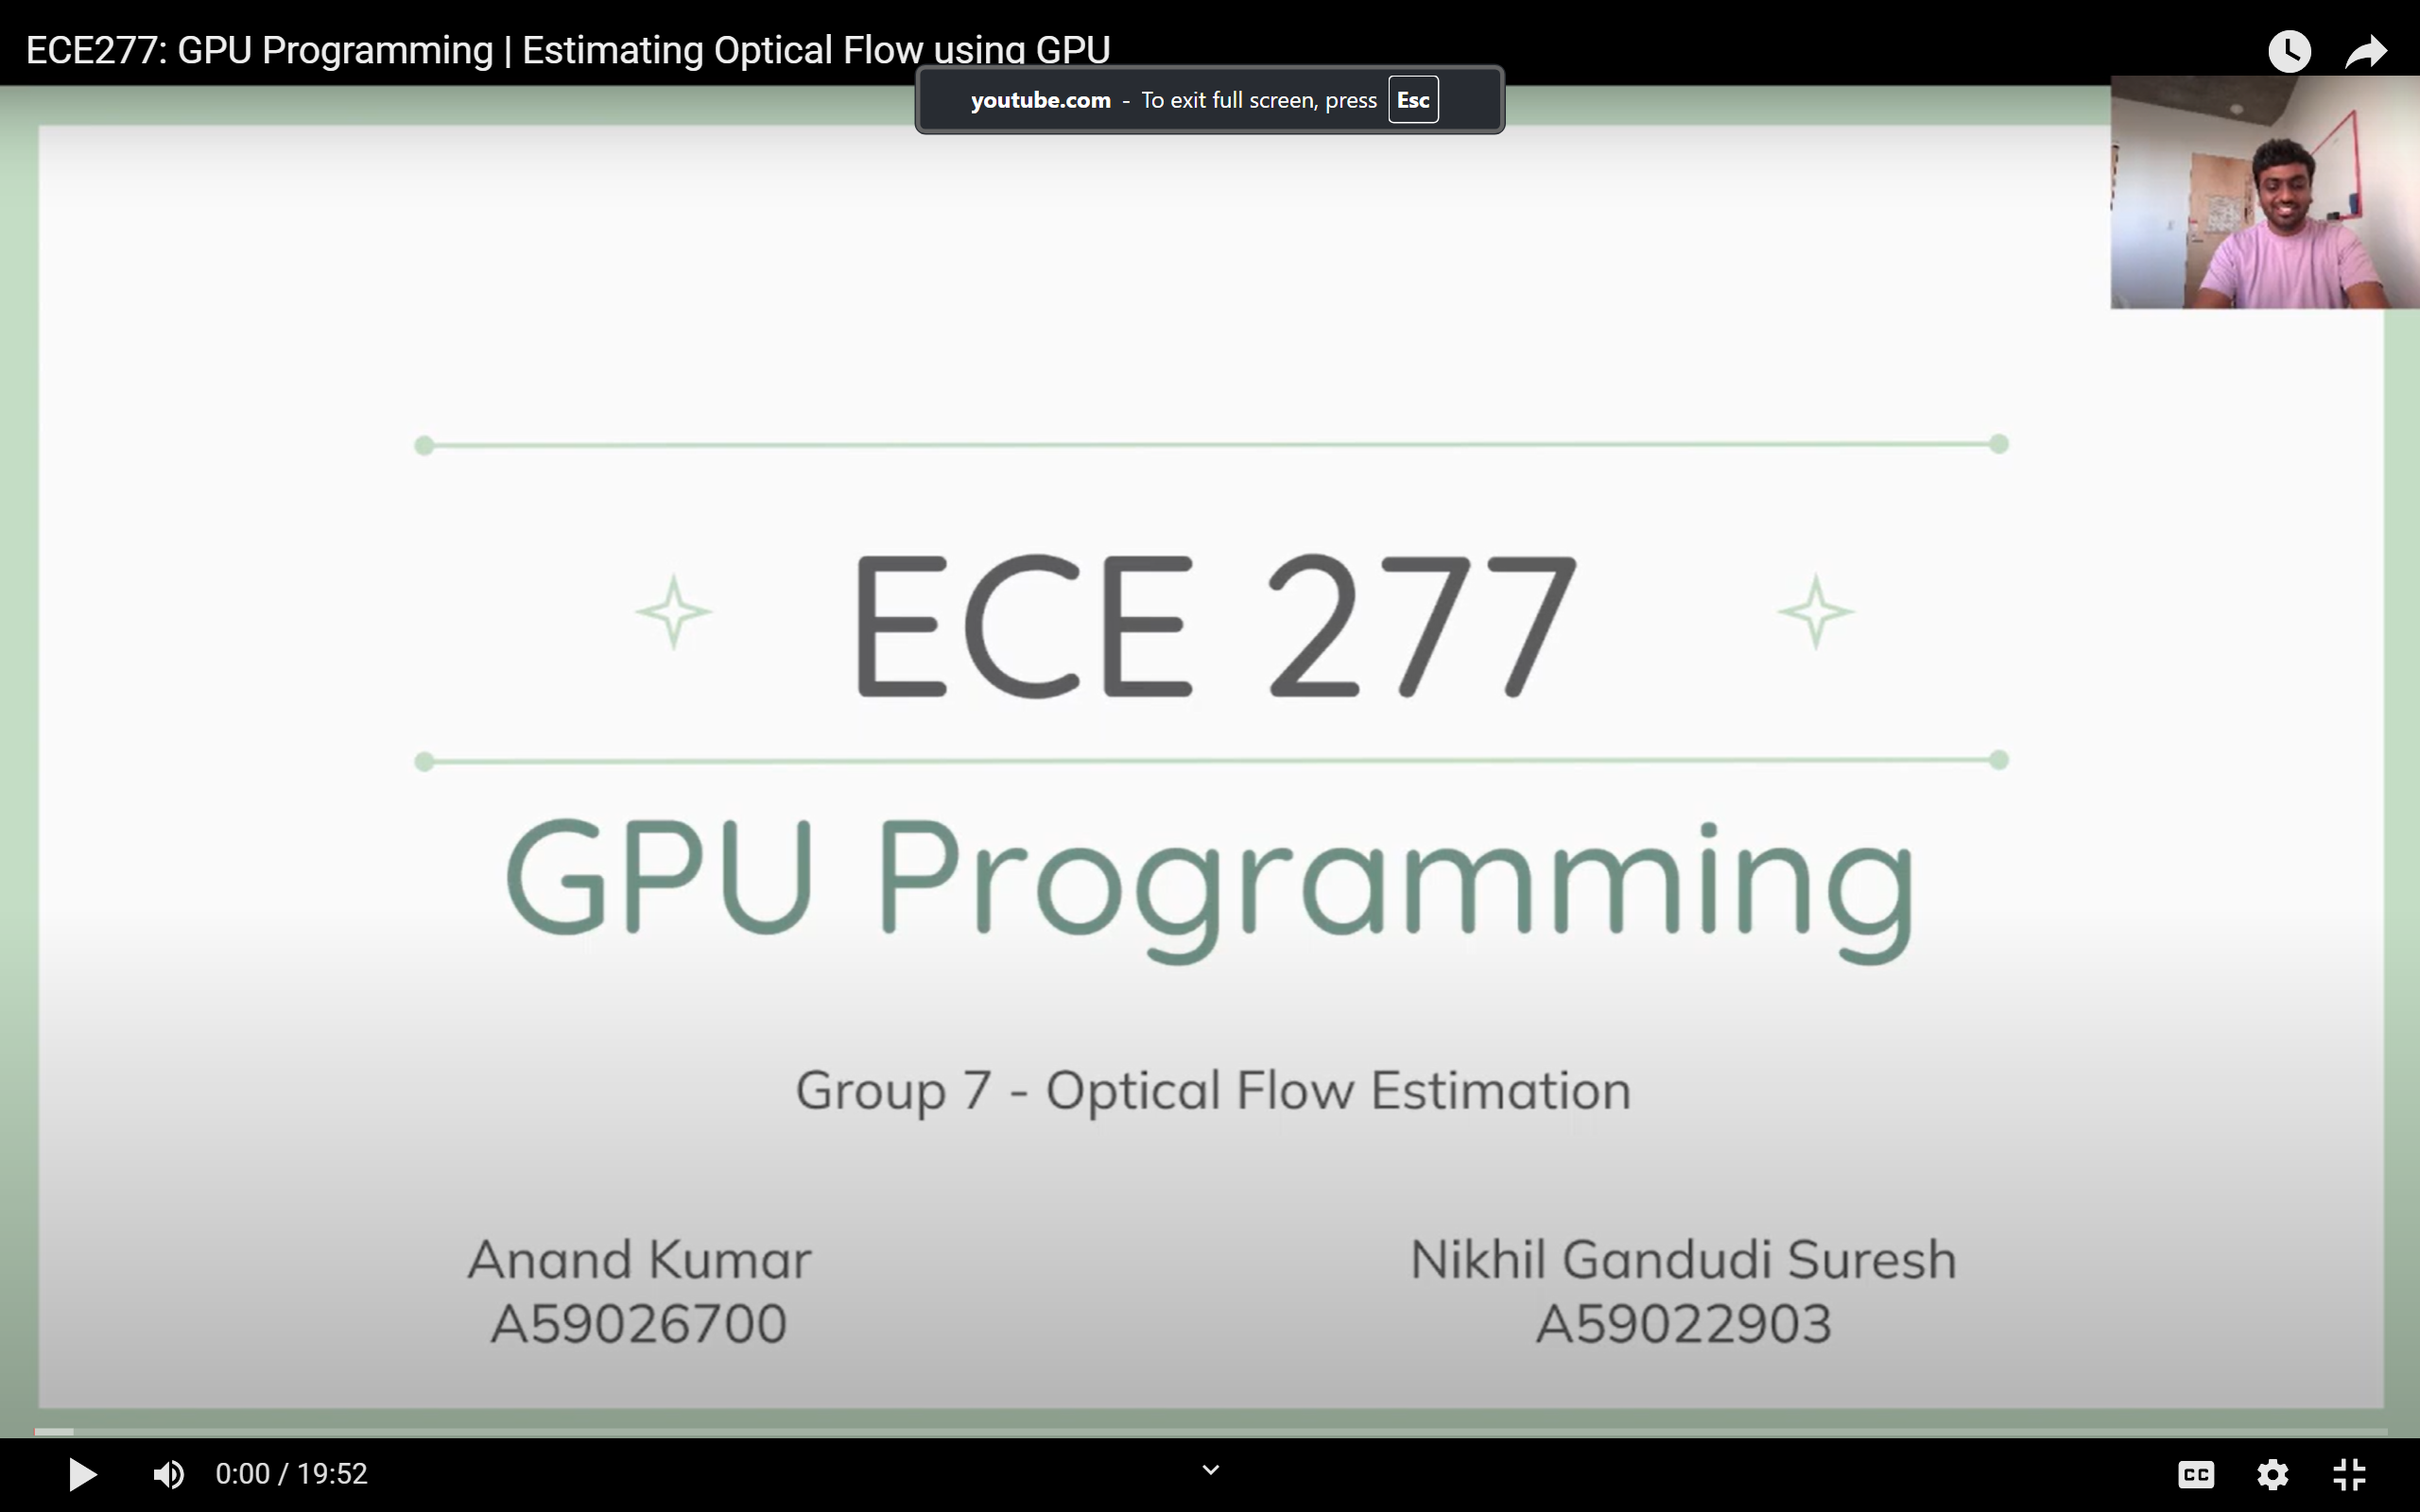 ECE277: GPU Programming | Estimating Optical Flow using GPU
youtube.com - To exit full screen, press Esc
ECE 277
GPU Programming
Group 7 - Optical Flow Estimation
Anand Kumar
A59026700
Nikhil Gandudi Suresh
A59022903
0:00 / 19:52
CC